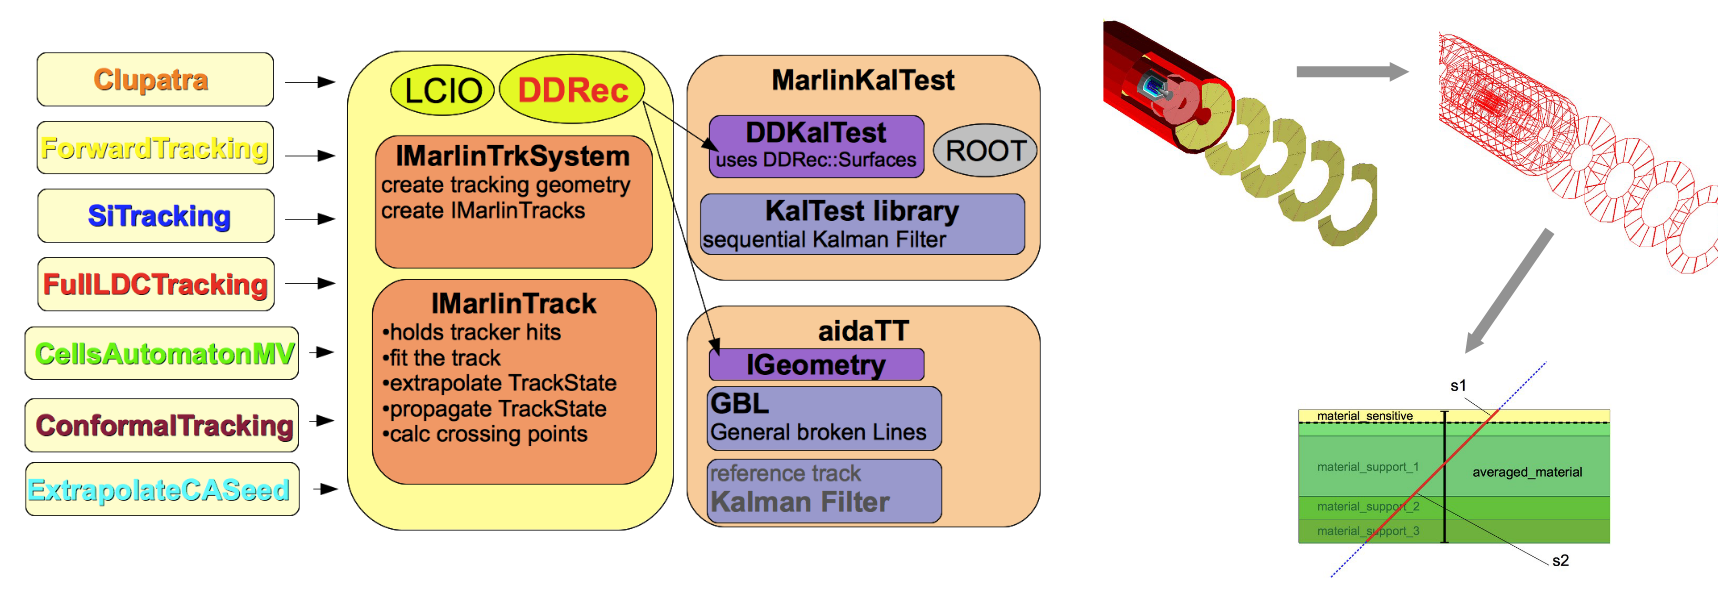 Clupatra
ForwardTracking
SiTracking
FullLDCTracking
CellsAutomatonMV
ConformalTracking
ExtrapolateCASeed
LCIO
DDRec
IMarlinTrkSystem
create tracking geometry
create IMarlinTracks
IMarlinTrack
•holds tracker hits
•fit the track
•extrapolate TrackState
•propagate TrackState
•calc crossing points
MarlinKalTest
DDKalTest
uses DDRec::Surfaces
ROOT
KalTest library
sequential Kalman Filter
aidaTT
IGeometry
GBL
General broken Lines
reference track
Kalman Filter
s1
material_sensitive
material_support_1
averaged_material
material_support_2
material_support_3
s2